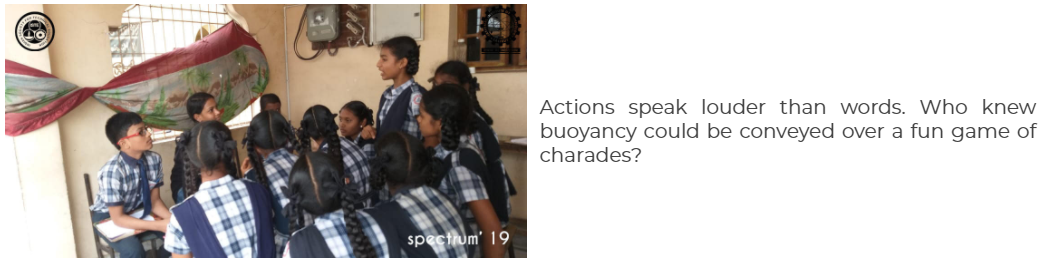 spectrum' 19
Actions speak louder than words. Who knew
buoyancy could be conveyed over a fun game of
charades?